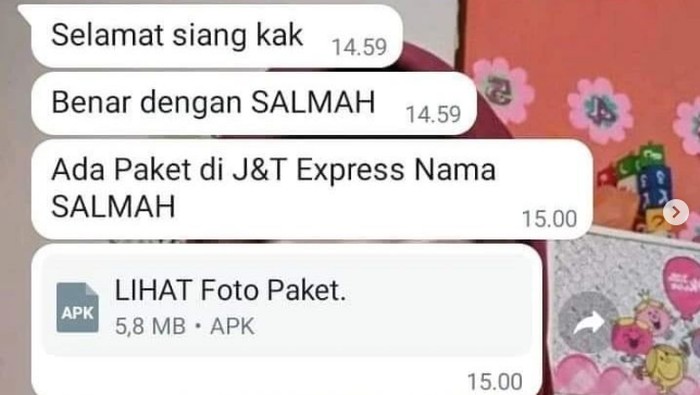 Selamat siang kak 14.59
Benar dengan SALMAH 14.59
Ada Paket di J&T Express Nama
SALMAH 15.00
LIHAT Foto Paket.
APK
5,8 MB • APK
15.00